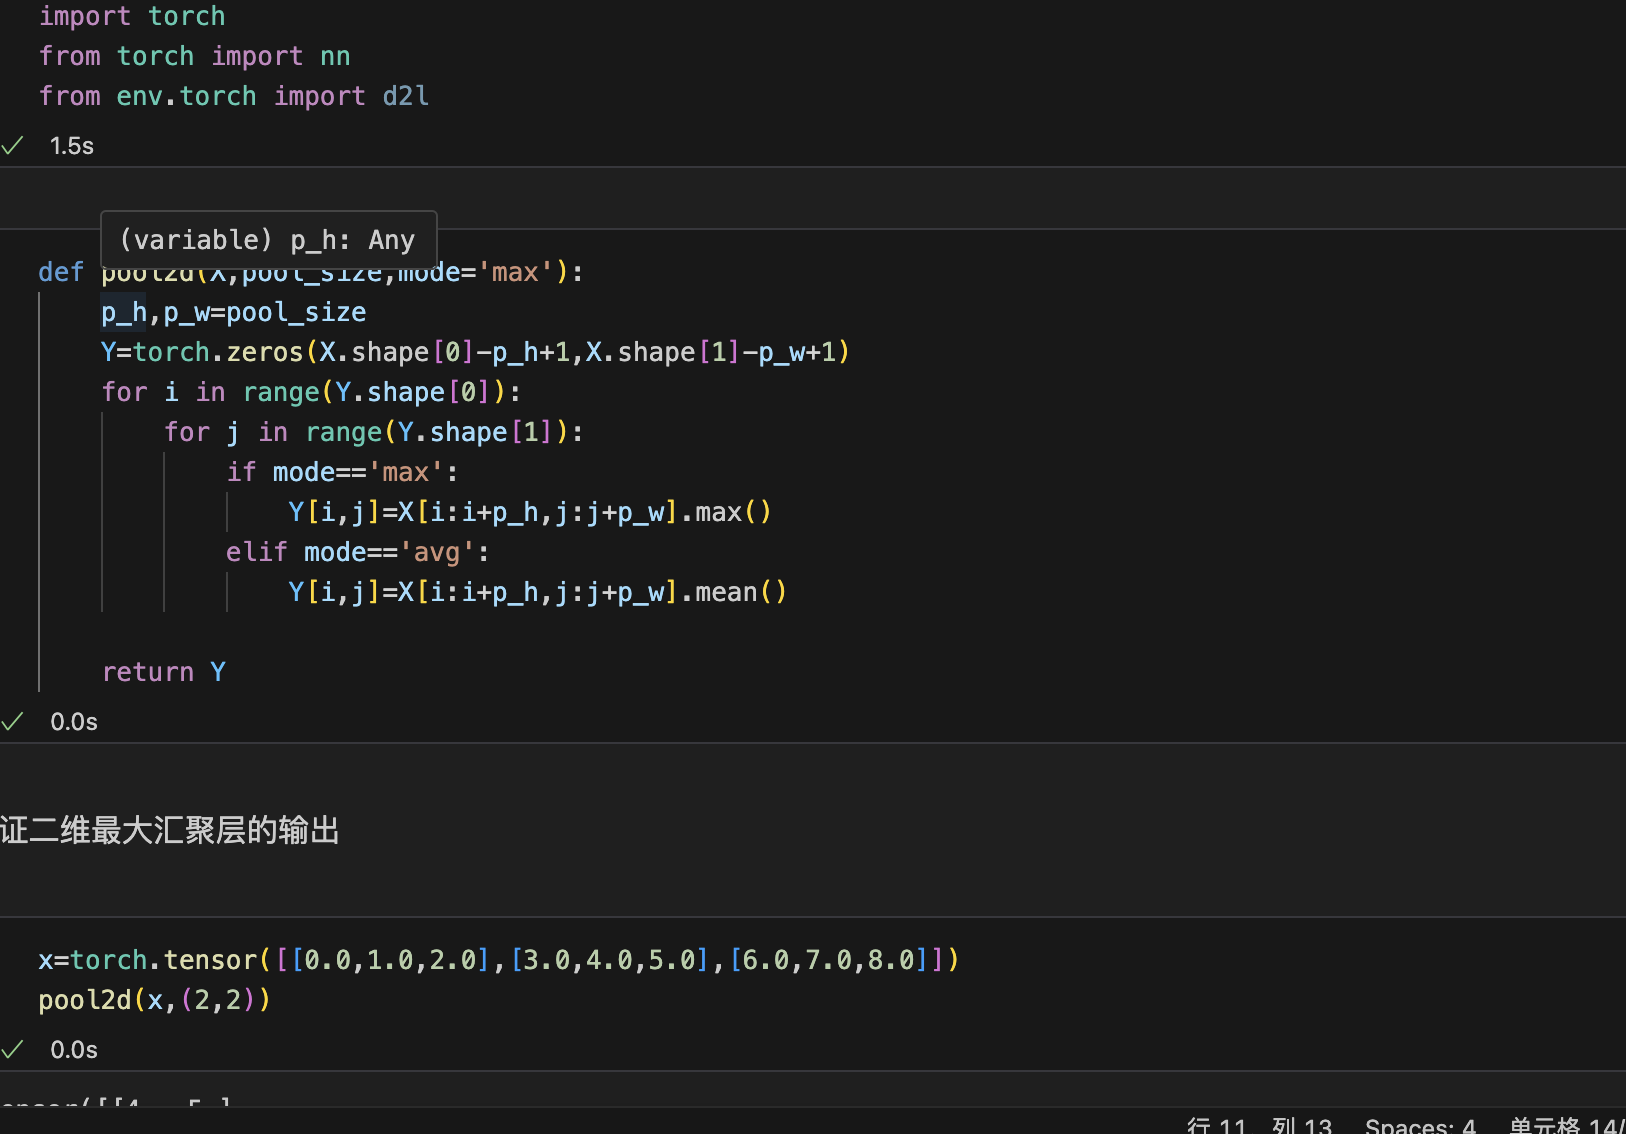 import torch
from torch import nn
from env.torch import d2l
1.5s
(variable) p_h: Any
def pool2d(X,pool_size,mode='max'):
p_h,p_w=pool_size
Y=torch.zeros(X.shape[0]-p_h+1,X.shape[1]-p_w+1)
for i in range(Y.shape[0]):
for j in range(Y.shape[1]):
if mode=='max':
Y[i,j]=X[i:i+p_h,j:j+p_w].max()
elif mode=='avg':
Y[i,j]=X[i:i+p_h,j:j+p_w].mean()
return Y
0.0s
证二维最大汇聚层的输出
x=torch.tensor([[0.0,1.0,2.0],[3.0,4.0,5.0],[6.0,7.0,8.0]])
pool2d(x,(2,2))
0.0s
行 11, 列 13 Spaces: 4 单元格 14/